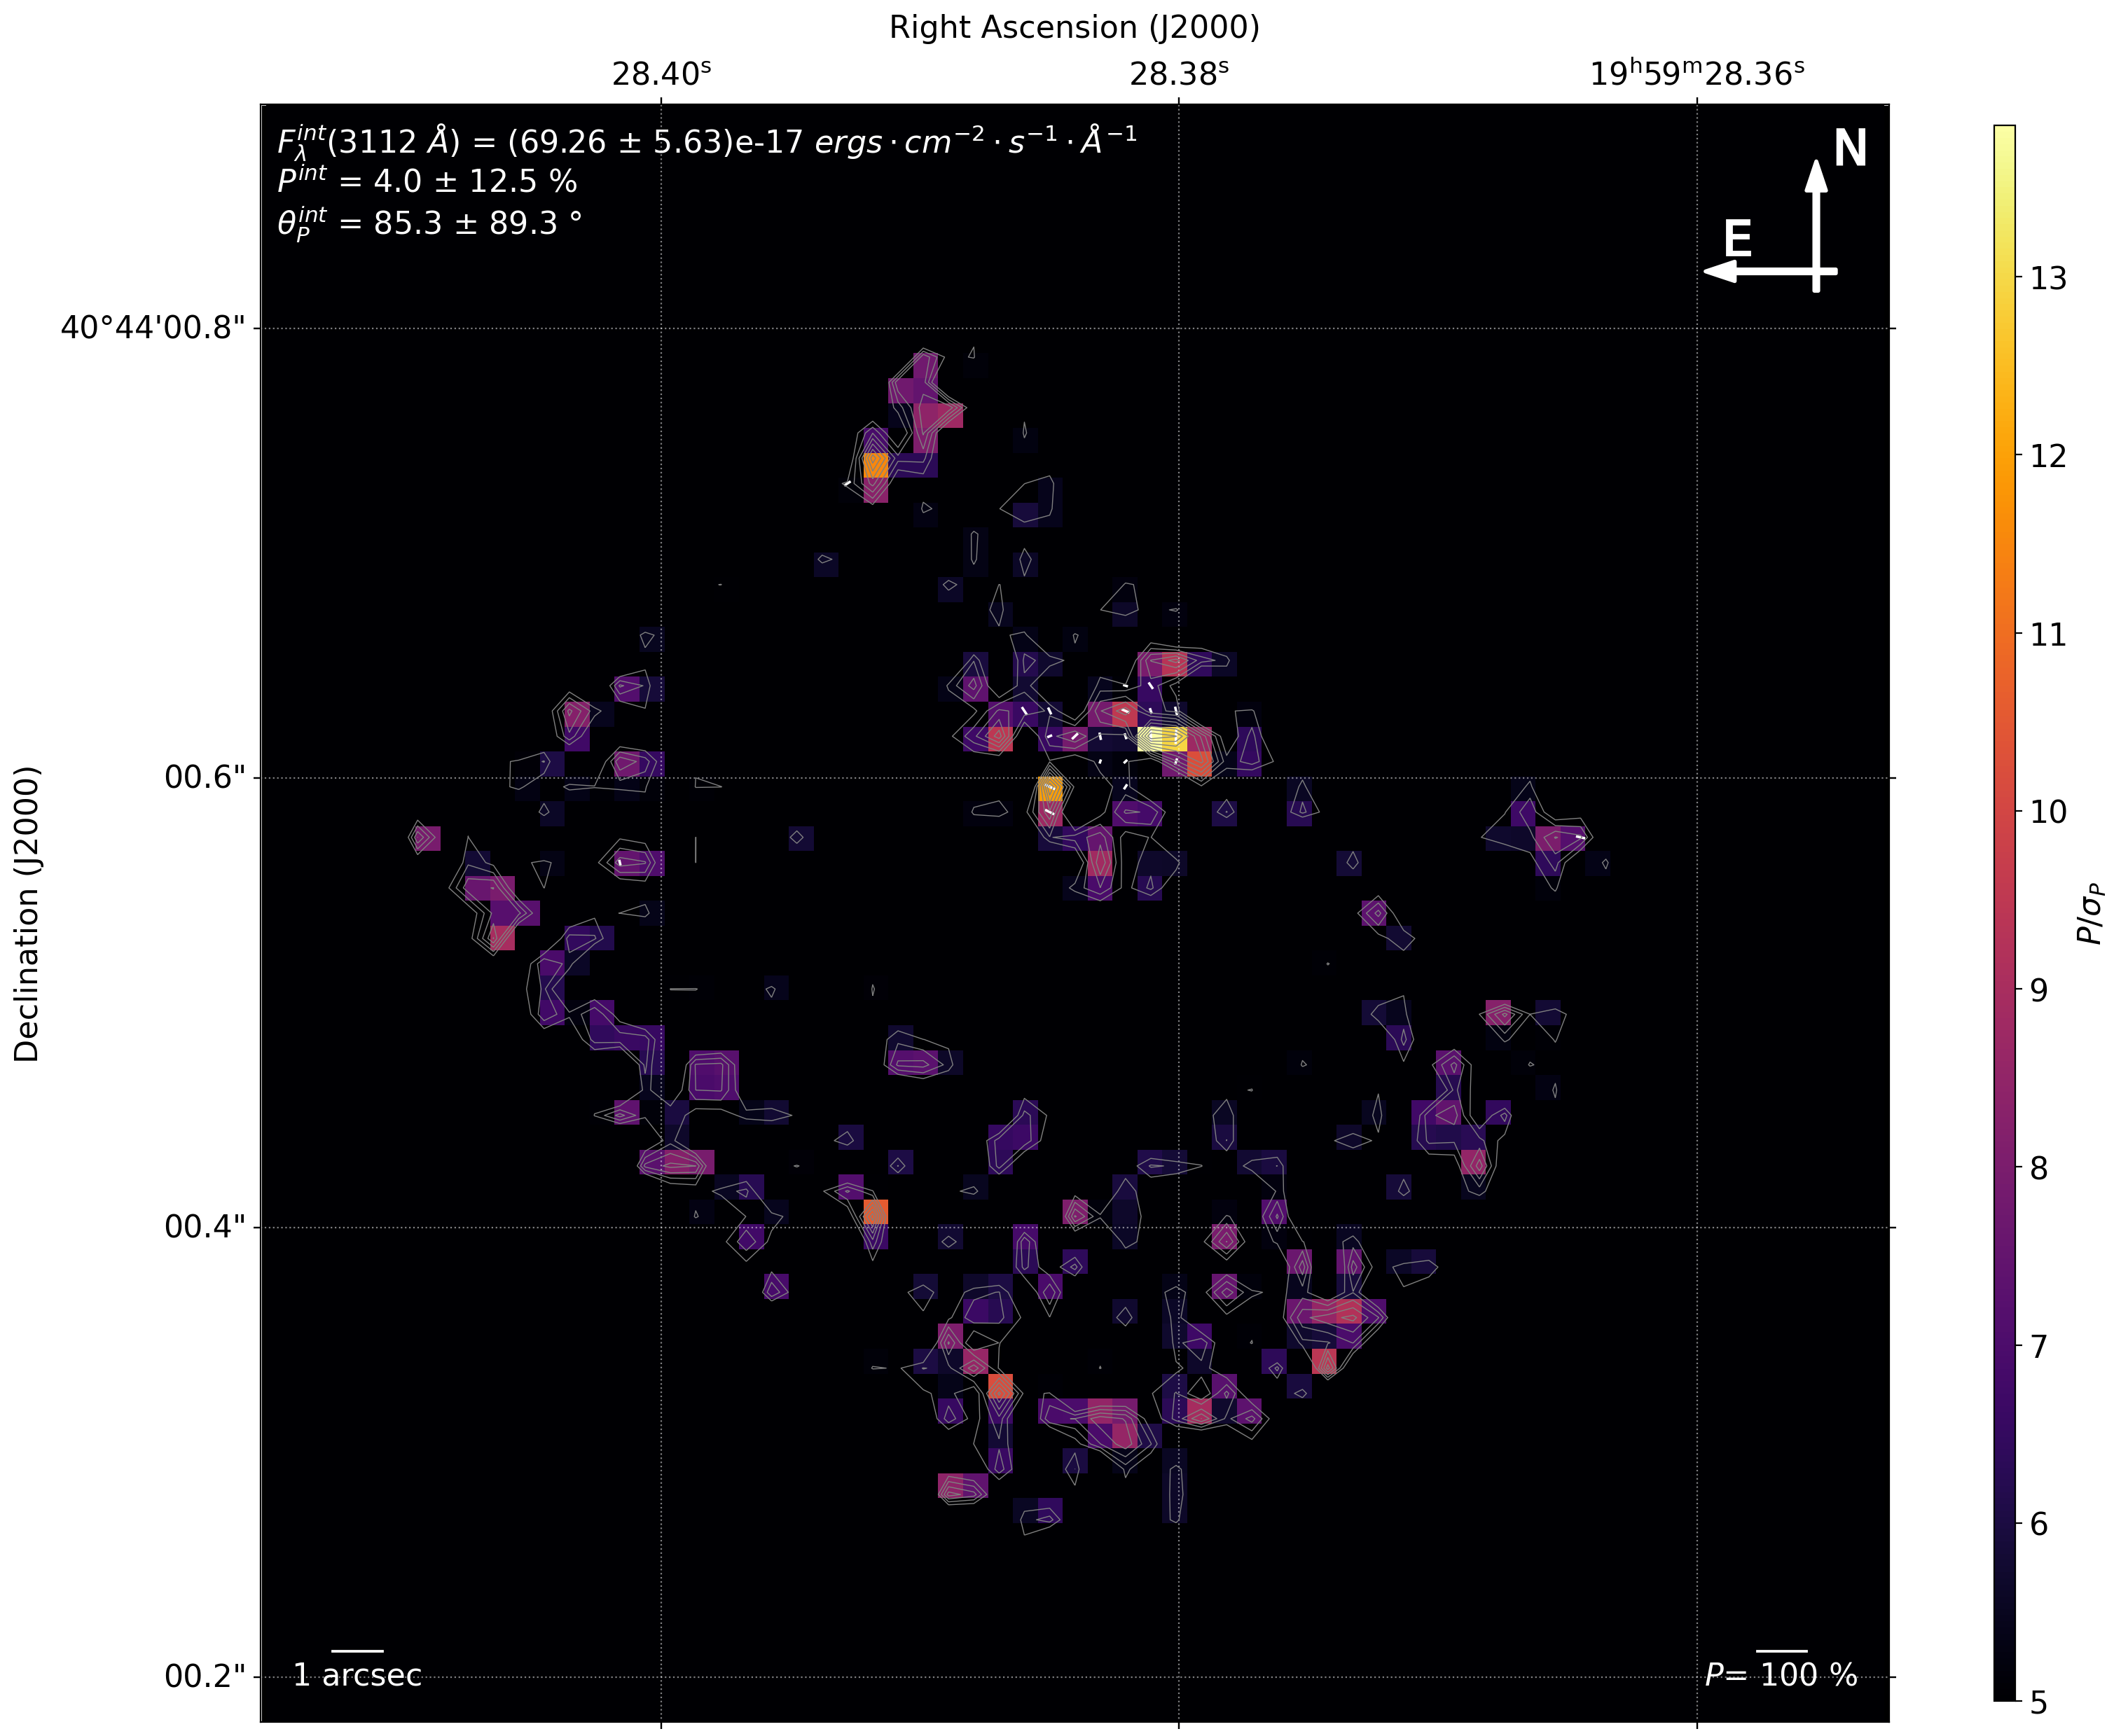 Right Ascension (J2000)
28.40ˢ 28.38ˢ 19ʰ59ᵐ28.36ˢ
F_λ^int(3112 Å) = (69.26 ± 5.63)e-17 ergs · cm⁻² · s⁻¹ · Å⁻¹
P^int = 4.0 ± 12.5 %
θ_P^int = 85.3 ± 89.3 °
N
E
40°44'00.8"
00.6"
00.4"
00.2"
Declination (J2000)
1 arcsec
P= 100 %
13
12
11
10
9
8
7
6
5
P/σ_P